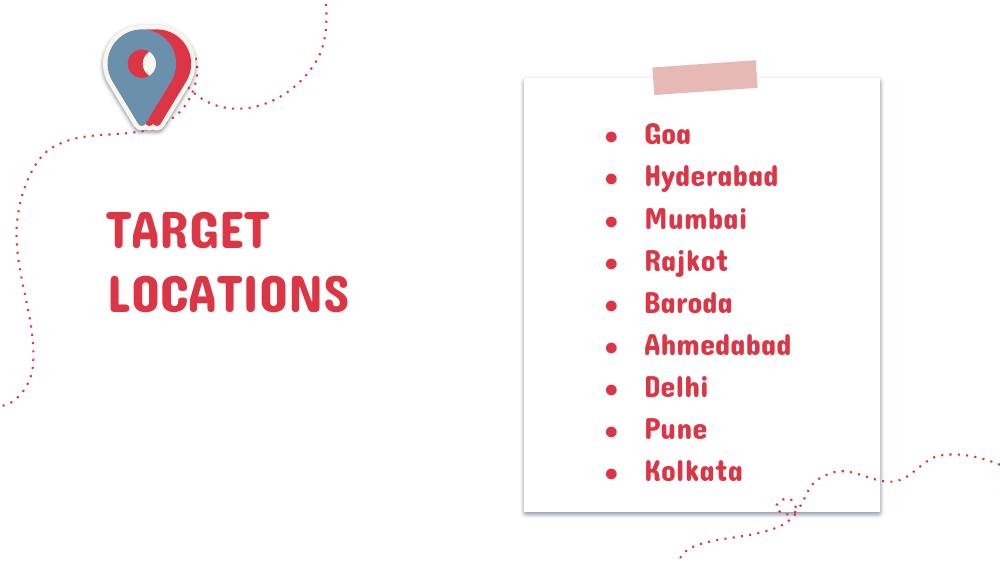 TARGET
LOCATIONS
● Goa
● Hyderabad
● Mumbai
● Rajkot
● Baroda
● Ahmedabad
● Delhi
● Pune
● Kolkata